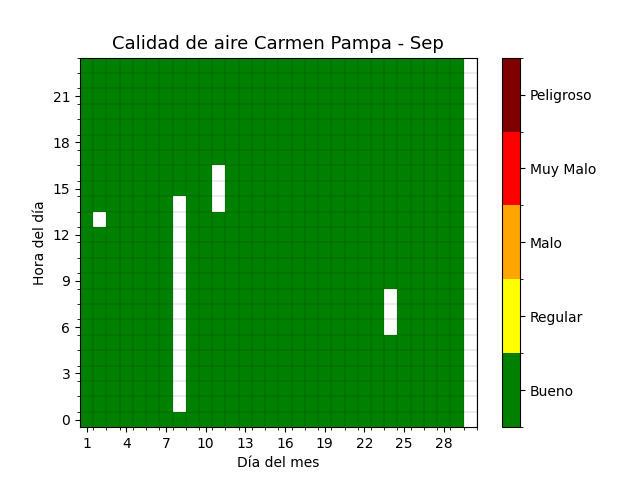 Calidad de aire Carmen Pampa - Sep
Hora del día
21
18
15
12
9
6
3
0
1 4 7 10 13 16 19 22 25 28
Día del mes
Peligroso
Muy Malo
Malo
Regular
Bueno